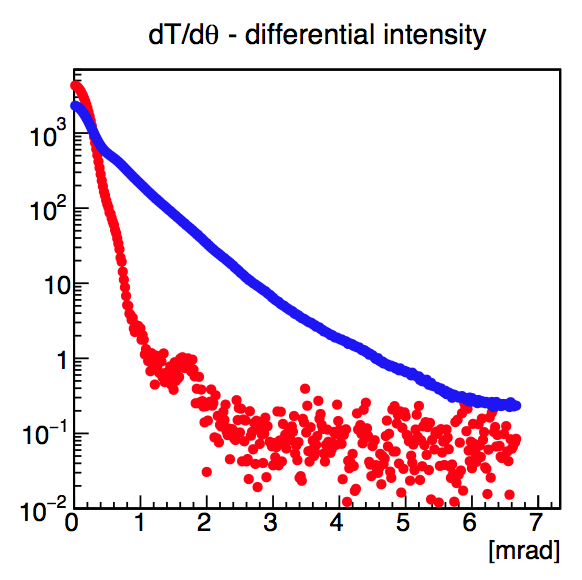 dT/dθ - differential intensity
10³
10²
10
1
10⁻¹
10⁻²
0 1 2 3 4 5 6 7
[mrad]